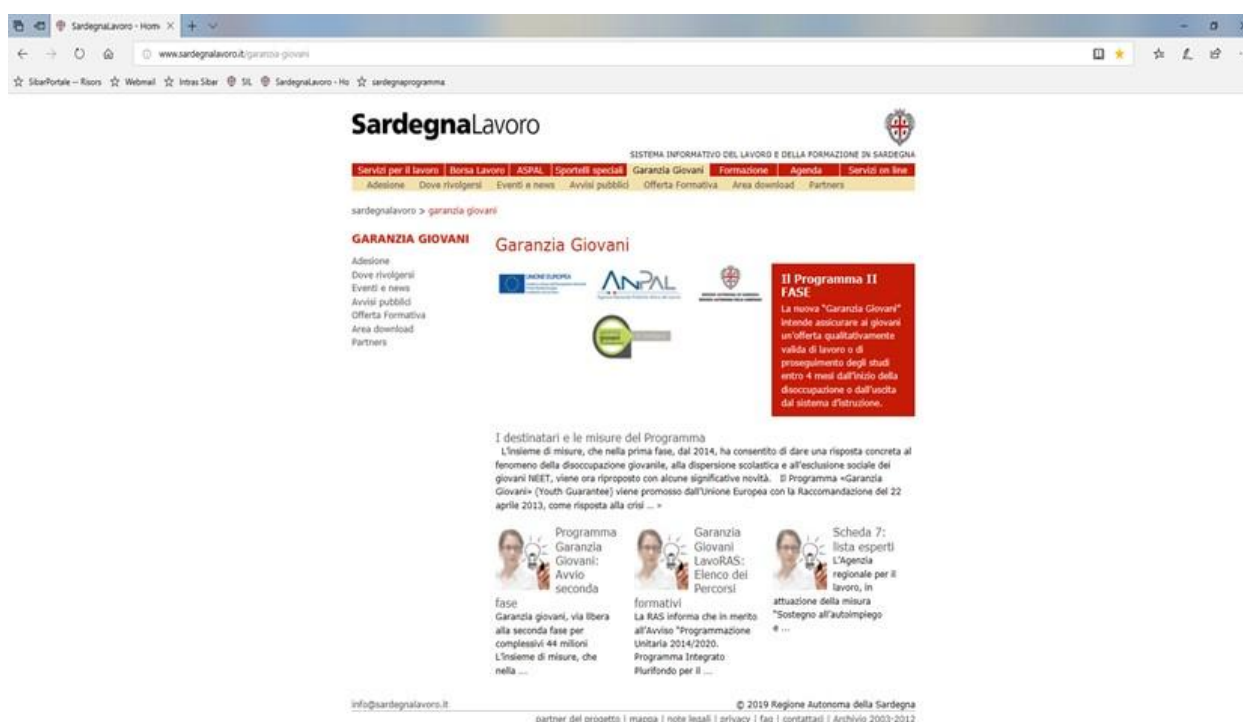 SardegnaLavoro - Hom
www.sardegnalavoro.it/garanzia-giovani
SibarPortale -- Risors Webmail Intras Sibar SIL SardegnaLavoro - Ho sardegnaprogramma
SardegnaLavoro
SISTEMA INFORMATIVO DEL LAVORO E DELLA FORMAZIONE IN SARDEGNA
Servizi per il lavoro Borsa Lavoro ASPAL Sportelli speciali Garanzia Giovani Formazione Agenda Servizi on line
Adesione Dove rivolgersi Eventi e news Avvisi pubblici Offerta Formativa Area download Partners
sardegnalavoro > garanzia giovani
GARANZIA GIOVANI
Adesione
Dove rivolgersi
Eventi e news
Avvisi pubblici
Offerta Formativa
Area download
Partners
Garanzia Giovani
UNIONE EUROPEA
ANPAL
Il Programma II
FASE
La nuova "Garanzia Giovani"
intende assicurare ai giovani
un'offerta qualitativamente
valida di lavoro o di
proseguimento degli studi
entro 4 mesi dall'inizio della
disoccupazione o dall'uscita
dal sistema d'istruzione.
I destinatari e le misure del Programma
L'insieme di misure, che nella prima fase, dal 2014, ha consentito di dare una risposta concreta al
fenomeno della disoccupazione giovanile, alla dispersione scolastica e all'esclusione sociale dei
giovani NEET, viene ora riproposto con alcune significative novità. Il Programma «Garanzia
Giovani» (Youth Guarantee) viene promosso dall'Unione Europea con la Raccomandazione del 22
aprile 2013, come risposta alla crisi ... »
Programma
Garanzia
Giovani:
Avvio
seconda
fase
Garanzia giovani, via libera
alla seconda fase per
complessivi 44 milioni
L'insieme di misure, che
nella ...
Garanzia
Giovani
LavoRAS:
Elenco dei
Percorsi
formativi
La RAS informa che in merito
all'Avviso "Programmazione
Unitaria 2014/2020.
Programma Integrato
Plurifondo per il ...
Scheda 7:
lista esperti
L'Agenzia
regionale per il
lavoro, in
attuazione della misura
"Sostegno all'autoimpiego
e ...
info@sardegnalavoro.it
© 2019 Regione Autonoma della Sardegna
partner del progetto | mappa | note legali | privacy | faq | contattaci | Archivio 2003-2012